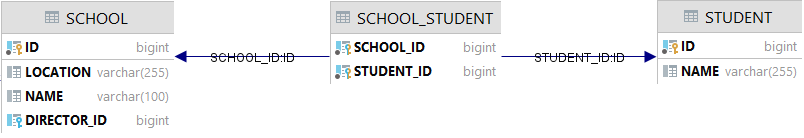 SCHOOL
ID bigint
LOCATION varchar(255)
NAME varchar(100)
DIRECTOR_ID bigint
SCHOOL_ID:ID
SCHOOL_STUDENT
SCHOOL_ID bigint
STUDENT_ID bigint
STUDENT_ID:ID
STUDENT
ID bigint
NAME varchar(255)